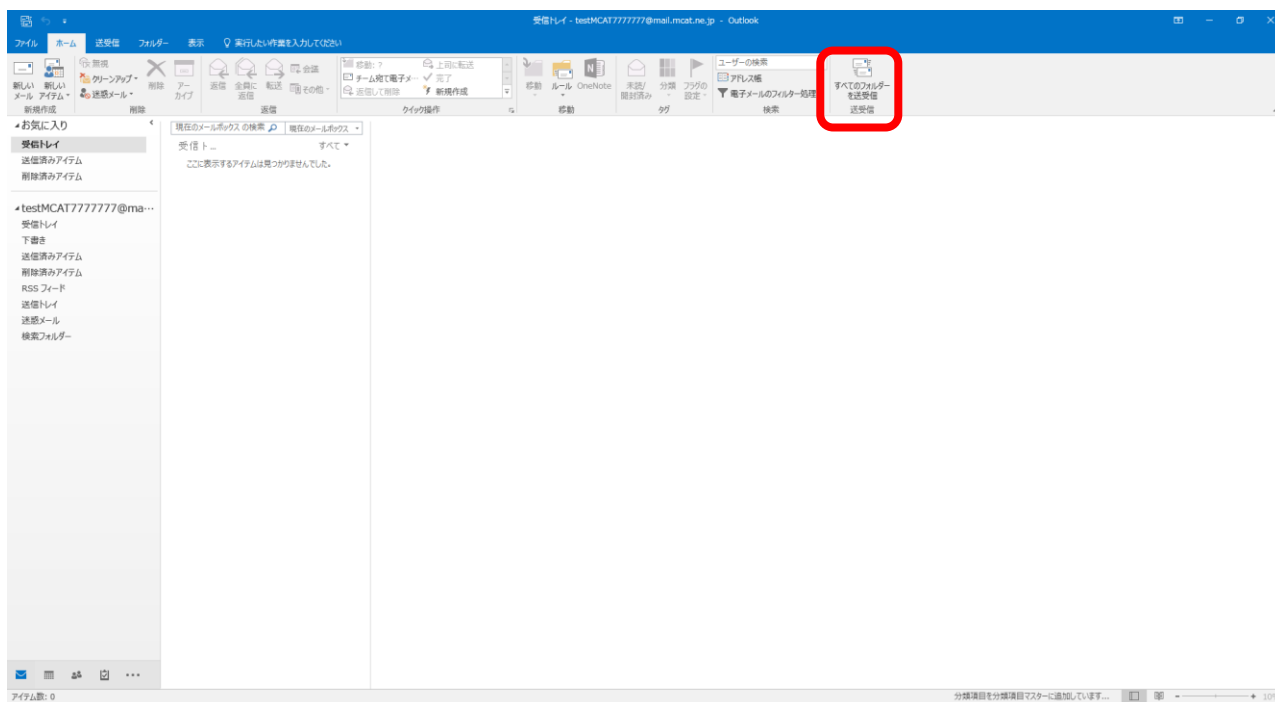 受信トレイ - testMCAT7777777@mail.mcat.ne.jp - Outlook
ファイル ホーム 送受信 フォルダー 表示 実行したい作業を入力してください
新しい
メール
新しい
アイテム
新規作成
無視
クリーンアップ
迷惑メール
削除
アー
カイブ
削除
返信
全員に
返信
転送
会議
その他
返信
移動: ?
チーム宛て電子メ…
返信して削除
上司に転送
完了
新規作成
クイック操作
移動
ルール
OneNote
移動
未読/
開封済み
分類
フラグの
設定
タグ
ユーザーの検索
アドレス帳
電子メールのフィルター処理
検索
すべてのフォルダー
を送受信
送受信
お気に入り
受信トレイ
送信済みアイテム
削除済みアイテム
testMCAT7777777@ma…
受信トレイ
下書き
送信済みアイテム
削除済みアイテム
RSS フィード
送信トレイ
迷惑メール
検索フォルダー
現在のメールボックス の検索 現在のメールボックス
受信ト... すべて
ここに表示するアイテムは見つかりませんでした。
アイテム数: 0
分類項目を分類項目マスターに追加しています...